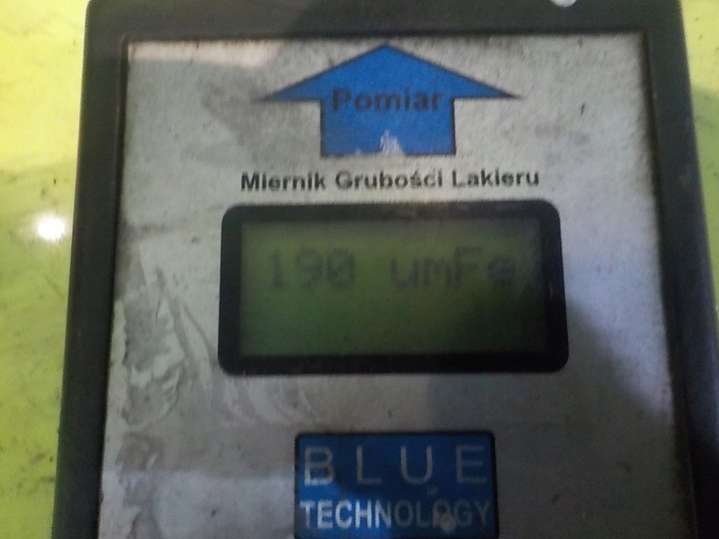 Pomiar
Miernik Grubości Lakieru
190 umFe
BLUE
TECHNOLOGY